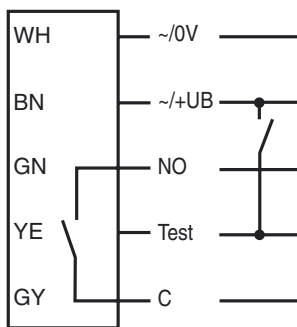 WH ~/0V
BN ~/+UB
GN NO
YE Test
GY C